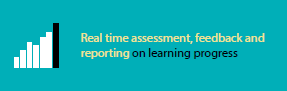 Real time assessment, feedback and
reporting on learning progress